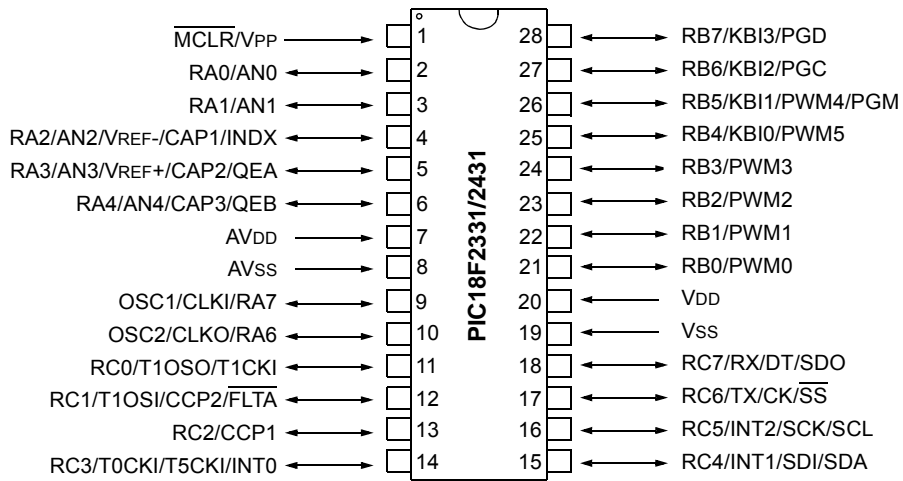 MCLR/VPP 1 28 RB7/KBI3/PGD
RA0/AN0 2 27 RB6/KBI2/PGC
RA1/AN1 3 26 RB5/KBI1/PWM4/PGM
RA2/AN2/VREF-/CAP1/INDX 4 25 RB4/KBI0/PWM5
RA3/AN3/VREF+/CAP2/QEA 5 24 RB3/PWM3
RA4/AN4/CAP3/QEB 6 23 RB2/PWM2
AVDD 7 22 RB1/PWM1
AVSS 8 21 RB0/PWM0
OSC1/CLKI/RA7 9 20 VDD
OSC2/CLKO/RA6 10 19 VSS
RC0/T1OSO/T1CKI 11 18 RC7/RX/DT/SDO
RC1/T1OSI/CCP2/FLTA 12 17 RC6/TX/CK/SS
RC2/CCP1 13 16 RC5/INT2/SCK/SCL
RC3/T0CKI/T5CKI/INT0 14 15 RC4/INT1/SDI/SDA
PIC18F2331/2431